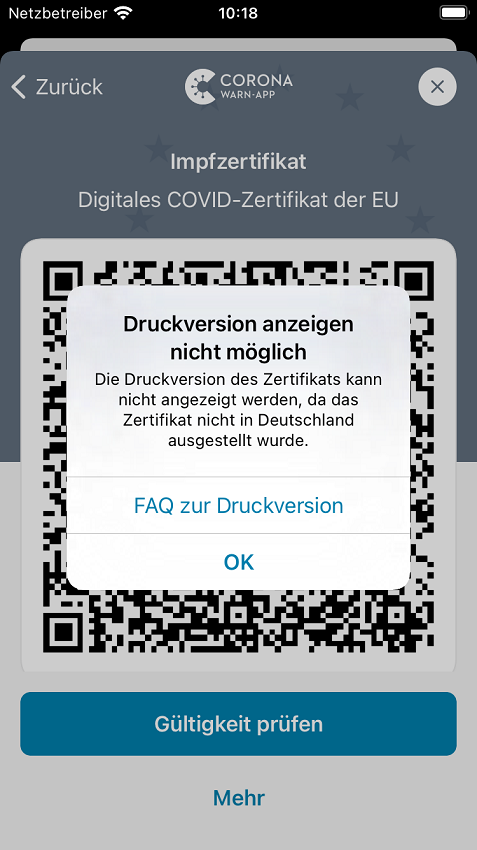 Netzbetreiber 10:18
Zurück
CORONA
WARN-APP
Impfzertifikat
Digitales COVID-Zertifikat der EU
Druckversion anzeigen
nicht möglich
Die Druckversion des Zertifikats kann
nicht angezeigt werden, da das
Zertifikat nicht in Deutschland
ausgestellt wurde.
FAQ zur Druckversion
OK
Gültigkeit prüfen
Mehr